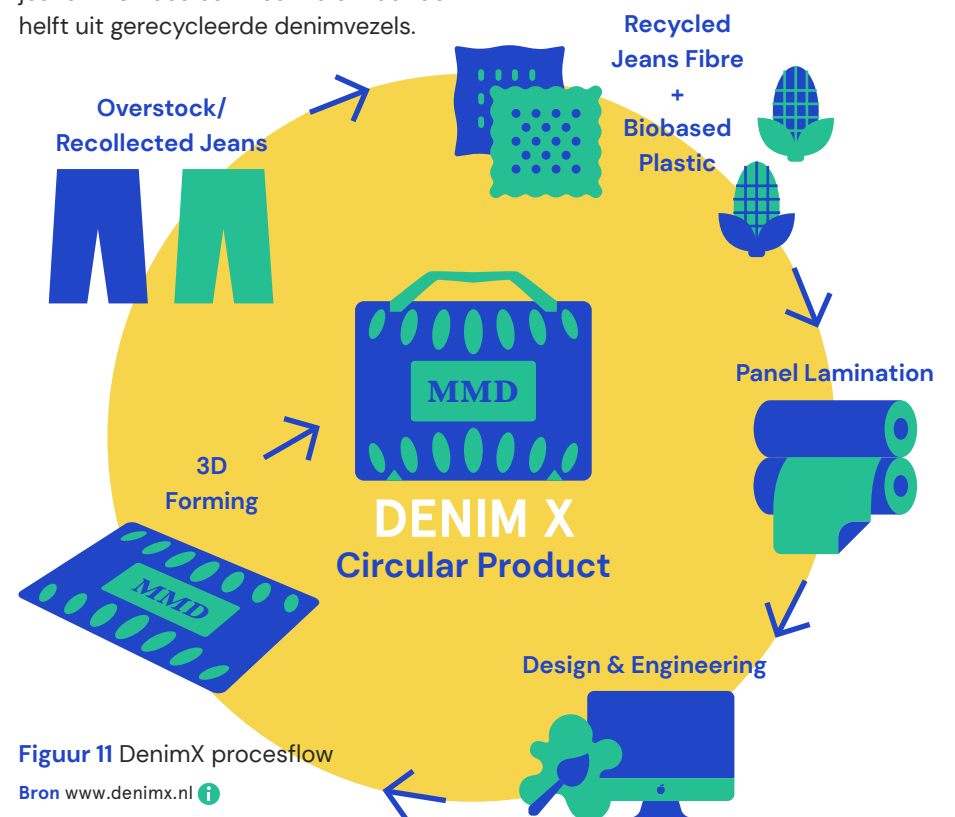 helft uit gerecycleerde denimvezels.
Recycled
Jeans Fibre
+
Biobased
Plastic
Overstock/
Recollected Jeans
Panel Lamination
MMD
3D
Forming
DENIM X
Circular Product
MMD
Design & Engineering
Figuur 11 DenimX procesflow
Bron www.denimx.nl i